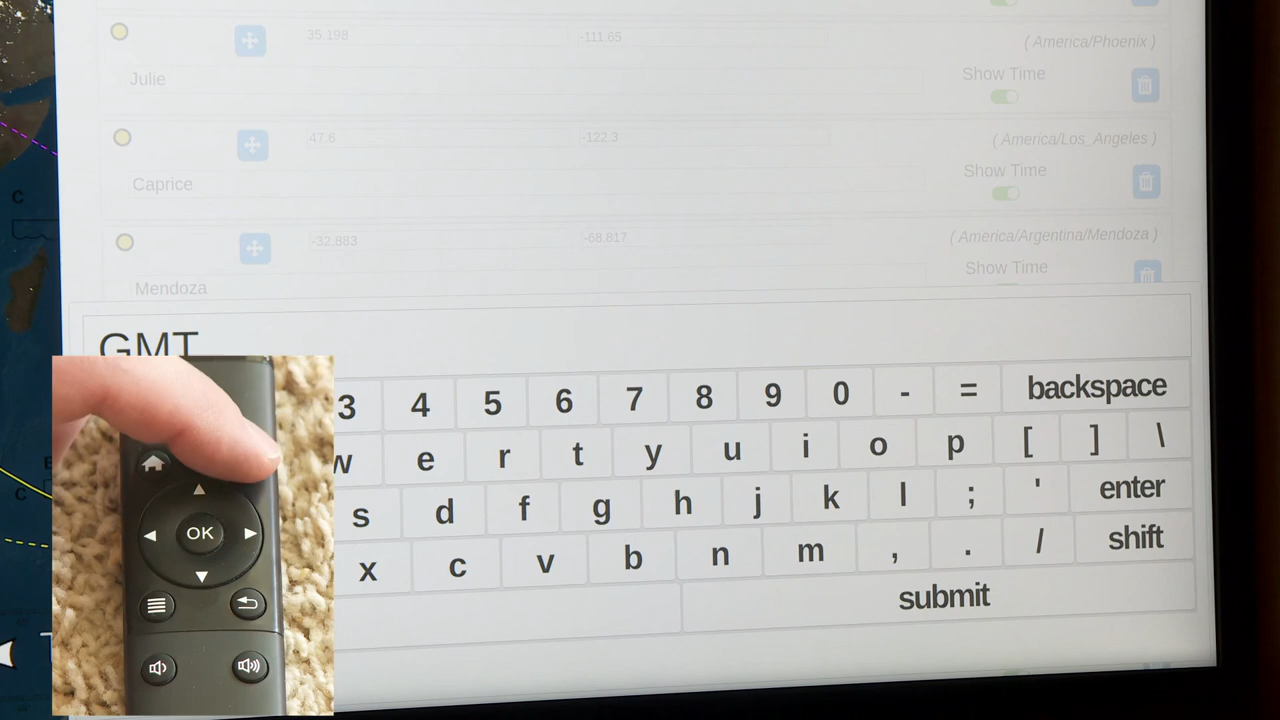 35.198 -111.65 ( America/Phoenix )
Julie Show Time
47.6 -122.3 ( America/Los_Angeles )
Caprice Show Time
-32.883 -68.817 ( America/Argentina/Mendoza )
Mendoza Show Time
GMT
3 4 5 6 7 8 9 0 - = backspace
w e r t y u i o p [ ] \
s d f g h j k l ; ' enter
x c v b n m , . / shift
submit
OK
C
C